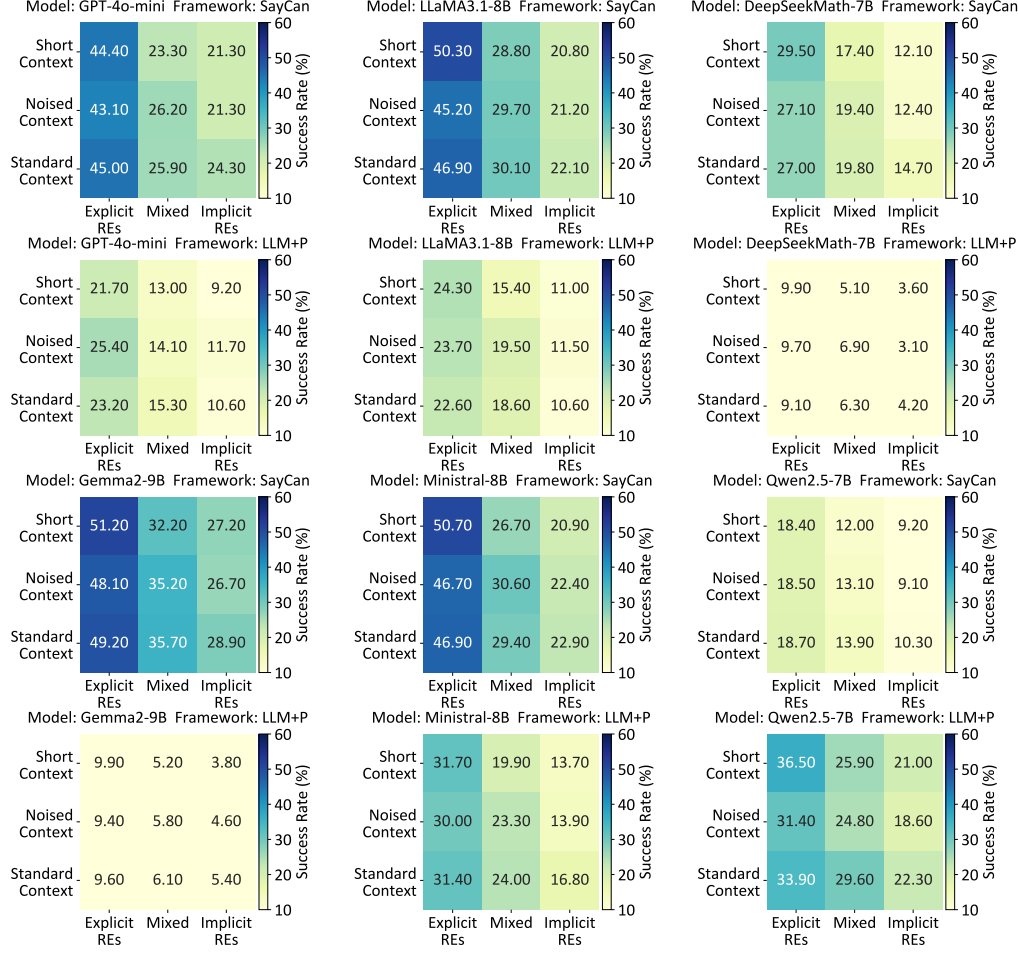 Model: GPT-4o-mini Framework: SayCan
Short
Context
44.40 23.30 21.30
Noised
Context
43.10 26.20 21.30
Standard
Context
45.00 25.90 24.30
Explicit
REs
Mixed
Implicit
REs
60
50
40
30
20
10
Success Rate (%)
Model: LLaMA3.1-8B Framework: SayCan
Short
Context
50.30 28.80 20.80
Noised
Context
45.20 29.70 21.20
Standard
Context
46.90 30.10 22.10
Explicit
REs
Mixed
Implicit
REs
60
50
40
30
20
10
Success Rate (%)
Model: DeepSeekMath-7B Framework: SayCan
Short
Context
29.50 17.40 12.10
Noised
Context
27.10 19.40 12.40
Standard
Context
27.00 19.80 14.70
Explicit
REs
Mixed
Implicit
REs
60
50
40
30
20
10
Success Rate (%)
Model: GPT-4o-mini Framework: LLM+P
Short
Context
21.70 13.00 9.20
Noised
Context
25.40 14.10 11.70
Standard
Context
23.20 15.30 10.60
Explicit
REs
Mixed
Implicit
REs
60
50
40
30
20
10
Success Rate (%)
Model: LLaMA3.1-8B Framework: LLM+P
Short
Context
24.30 15.40 11.00
Noised
Context
23.70 19.50 11.50
Standard
Context
22.60 18.60 10.60
Explicit
REs
Mixed
Implicit
REs
60
50
40
30
20
10
Success Rate (%)
Model: DeepSeekMath-7B Framework: LLM+P
Short
Context
9.90 5.10 3.60
Noised
Context
9.70 6.90 3.10
Standard
Context
9.10 6.30 4.20
Explicit
REs
Mixed
Implicit
REs
60
50
40
30
20
10
Success Rate (%)
Model: Gemma2-9B Framework: SayCan
Short
Context
51.20 32.20 27.20
Noised
Context
48.10 35.20 26.70
Standard
Context
49.20 35.70 28.90
Explicit
REs
Mixed
Implicit
REs
60
50
40
30
20
10
Success Rate (%)
Model: Ministral-8B Framework: SayCan
Short
Context
50.70 26.70 20.90
Noised
Context
46.70 30.60 22.40
Standard
Context
46.90 29.40 22.90
Explicit
REs
Mixed
Implicit
REs
60
50
40
30
20
10
Success Rate (%)
Model: Qwen2.5-7B Framework: SayCan
Short
Context
18.40 12.00 9.20
Noised
Context
18.50 13.10 9.10
Standard
Context
18.70 13.90 10.30
Explicit
REs
Mixed
Implicit
REs
60
50
40
30
20
10
Success Rate (%)
Model: Gemma2-9B Framework: LLM+P
Short
Context
9.90 5.20 3.80
Noised
Context
9.40 5.80 4.60
Standard
Context
9.60 6.10 5.40
Explicit
REs
Mixed
Implicit
REs
60
50
40
30
20
10
Success Rate (%)
Model: Ministral-8B Framework: LLM+P
Short
Context
31.70 19.90 13.70
Noised
Context
30.00 23.30 13.90
Standard
Context
31.40 24.00 16.80
Explicit
REs
Mixed
Implicit
REs
60
50
40
30
20
10
Success Rate (%)
Model: Qwen2.5-7B Framework: LLM+P
Short
Context
36.50 25.90 21.00
Noised
Context
31.40 24.80 18.60
Standard
Context
33.90 29.60 22.30
Explicit
REs
Mixed
Implicit
REs
60
50
40
30
20
10
Success Rate (%)